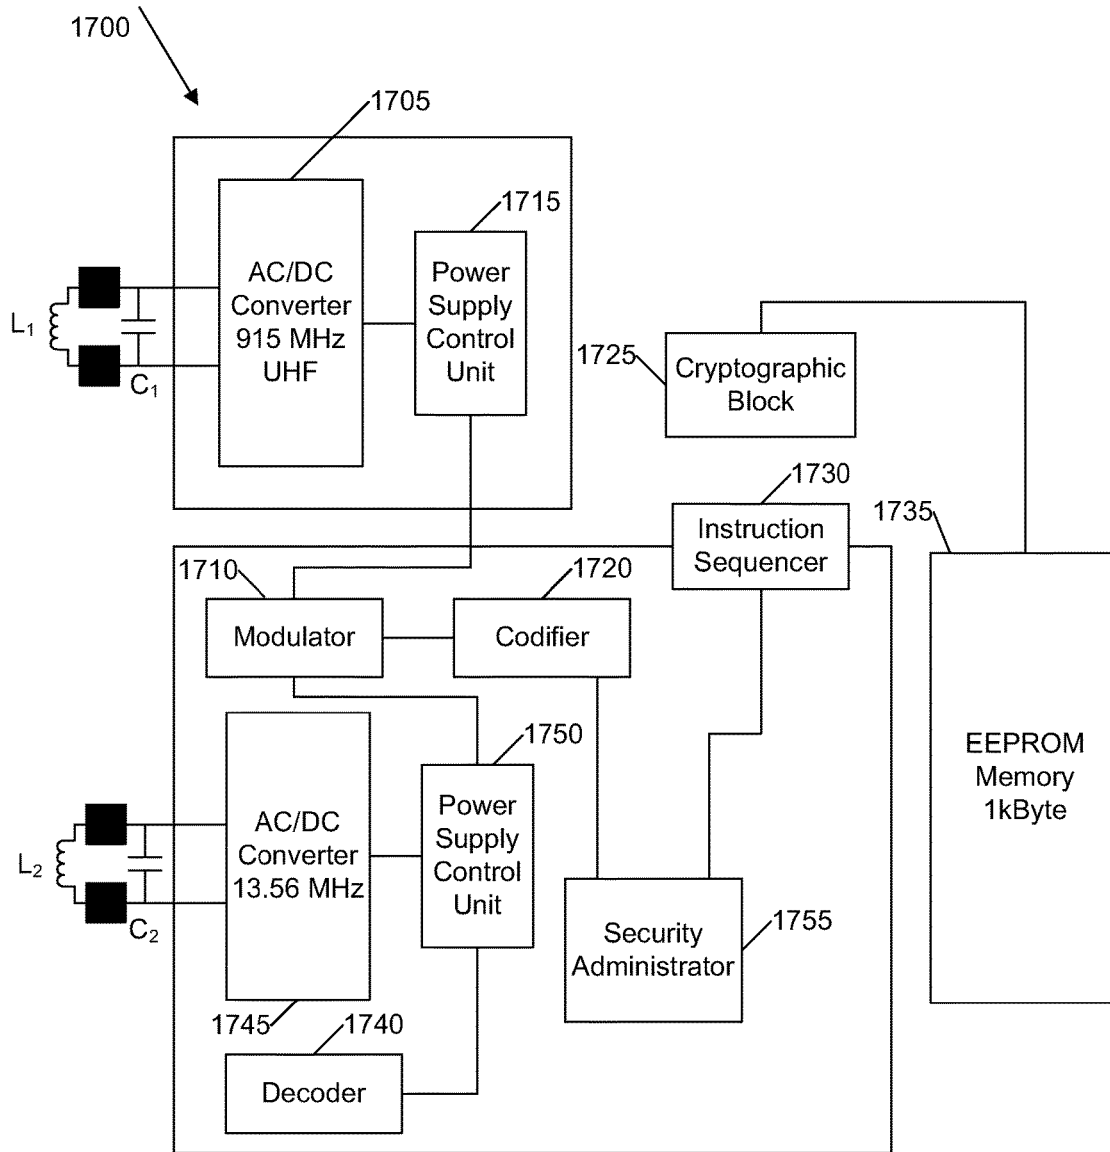 1700
1705
1715
AC/DC
Converter
915 MHz
UHF
Power
Supply
Control
Unit
L1
C1
1725
Cryptographic
Block
1730
1735
Instruction
Sequencer
1710
1720
Modulator
Codifier
1750
EEPROM
Memory
1kByte
AC/DC
Converter
13.56 MHz
Power
Supply
Control
Unit
L2
C2
1755
Security
Administrator
1745
1740
Decoder